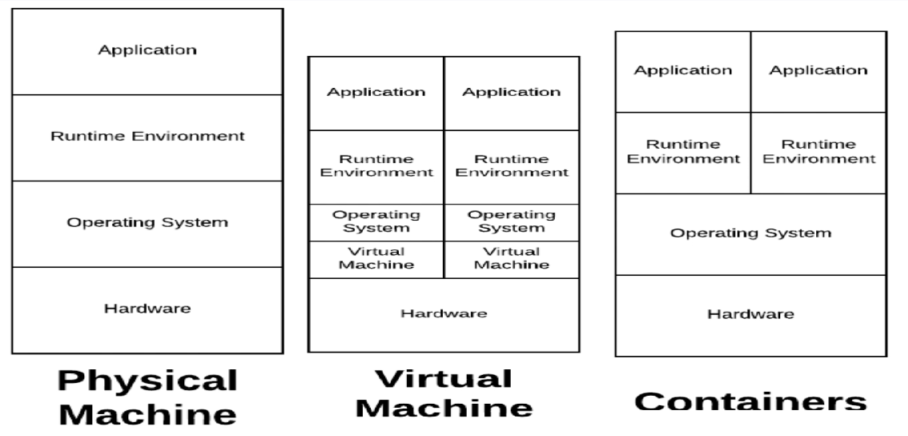 Application
Runtime Environment
Operating System
Hardware
Physical
Machine
Application Application
Runtime Runtime
Environment Environment
Operating Operating
System System
Virtual Virtual
Machine Machine
Hardware
Virtual
Machine
Application Application
Runtime Runtime
Environment Environment
Operating System
Hardware
Containers